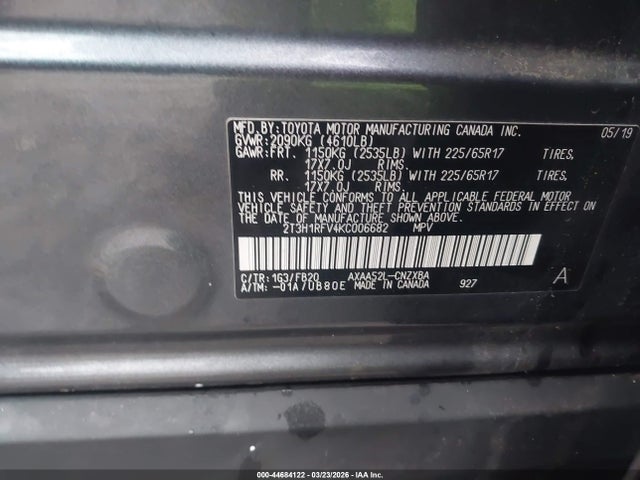 MFD.BY:TOYOTA MOTOR MANUFACTURING CANADA INC. 05/19
GVWR:2090KG (4610LB)
GAWR:FRT. 1150KG (2535LB) WITH 225/65R17 TIRES,
17X7.0J RIMS.
RR. 1150KG (2535LB) WITH 225/65R17 TIRES,
17X7.0J RIMS.
THIS VEHICLE CONFORMS TO ALL APPLICABLE FEDERAL MOTOR
VEHICLE SAFETY AND THEFT PREVENTION STANDARDS IN EFFECT
ON THE DATE OF MANUFACTURE SHOWN ABOVE.
2T3H1RFV4KC006682 MPV
C/TR: 1G3/FB20 AXAA52L-CNZXBA A
A/TM: -01A/UB80E MADE IN CANADA 927
000-44684122 - 03/23/2026 - IAA Inc.